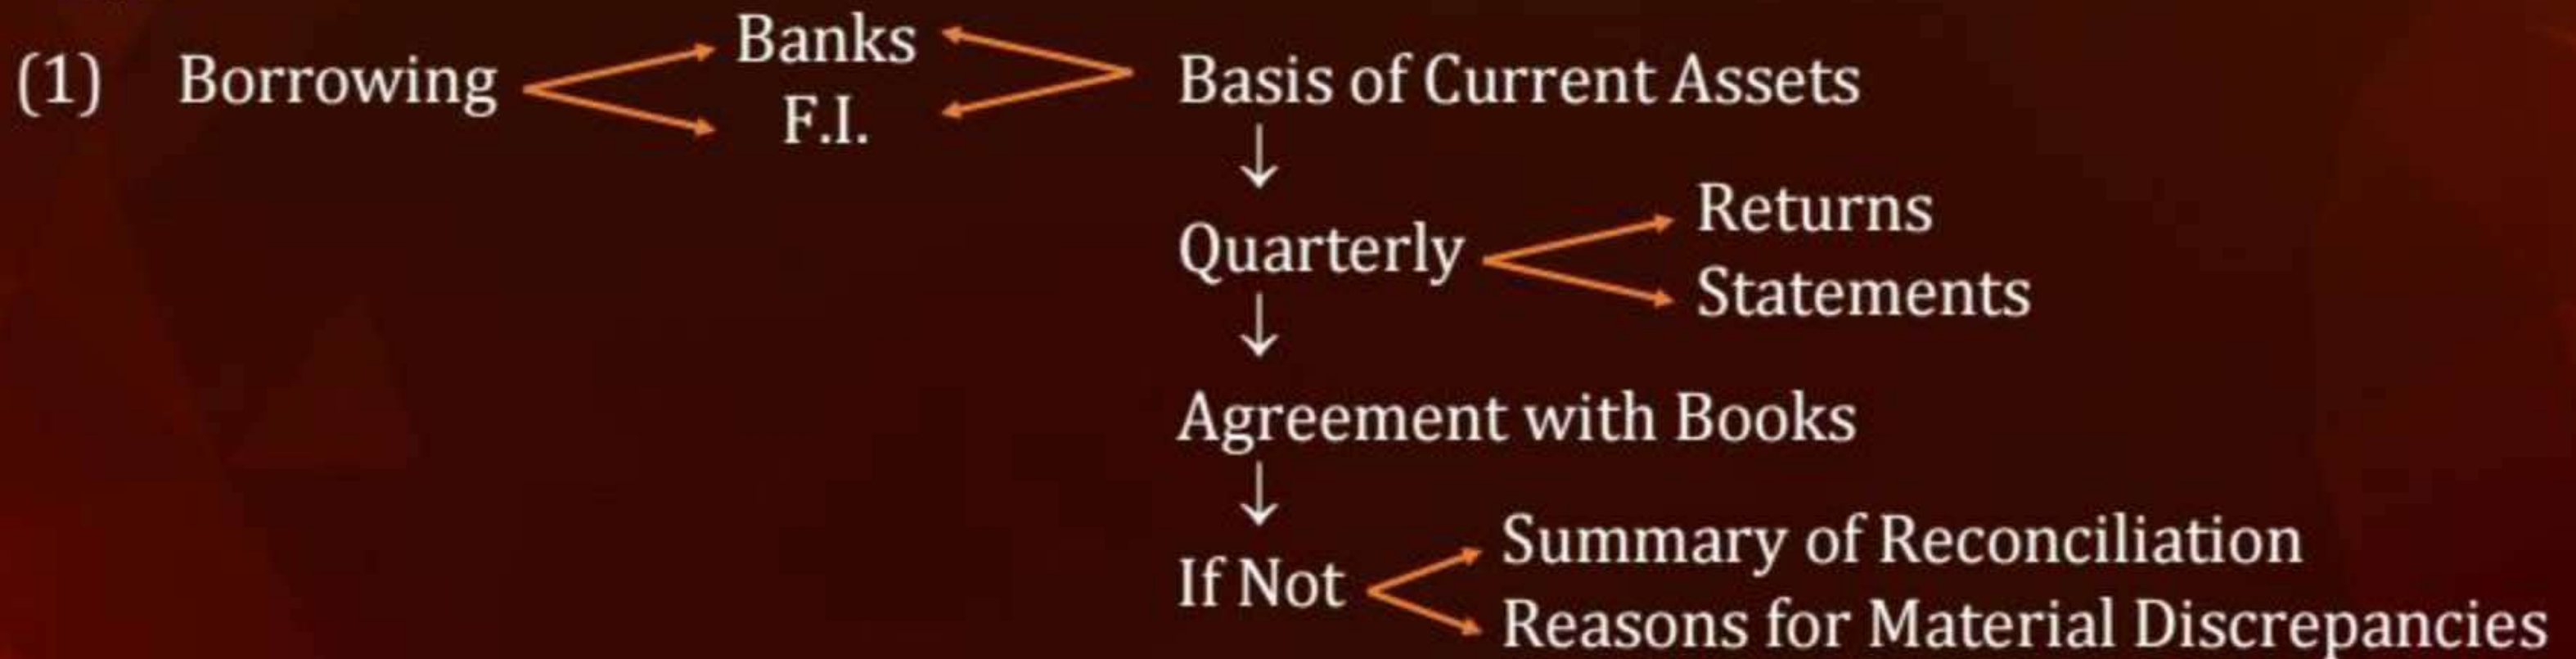 (1) Borrowing
Banks
F.I.
Basis of Current Assets
Quarterly
Returns
Statements
Agreement with Books
If Not
Summary of Reconciliation
Reasons for Material Discrepancies